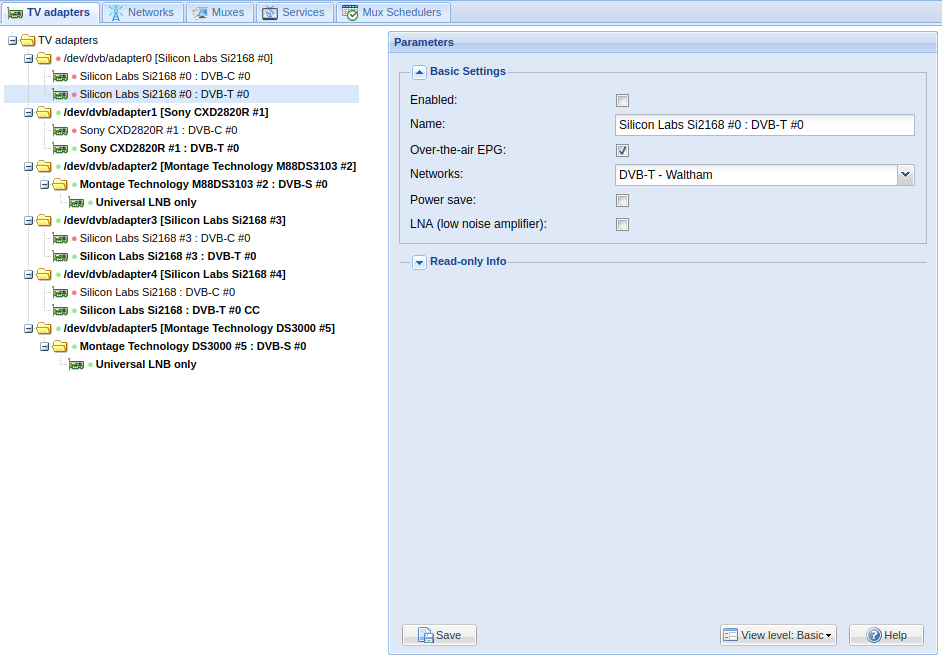 TV adapters
Networks
Muxes
Services
Mux Schedulers
TV adapters
/dev/dvb/adapter0 [Silicon Labs Si2168 #0]
Silicon Labs Si2168 #0 : DVB-C #0
Silicon Labs Si2168 #0 : DVB-T #0
/dev/dvb/adapter1 [Sony CXD2820R #1]
Sony CXD2820R #1 : DVB-C #0
Sony CXD2820R #1 : DVB-T #0
/dev/dvb/adapter2 [Montage Technology M88DS3103 #2]
Montage Technology M88DS3103 #2 : DVB-S #0
Universal LNB only
/dev/dvb/adapter3 [Silicon Labs Si2168 #3]
Silicon Labs Si2168 #3 : DVB-C #0
Silicon Labs Si2168 #3 : DVB-T #0
/dev/dvb/adapter4 [Silicon Labs Si2168 #4]
Silicon Labs Si2168 : DVB-C #0
Silicon Labs Si2168 : DVB-T #0 CC
/dev/dvb/adapter5 [Montage Technology DS3000 #5]
Montage Technology DS3000 #5 : DVB-S #0
Universal LNB only
Parameters
Basic Settings
Enabled:
Name:
Silicon Labs Si2168 #0 : DVB-T #0
Over-the-air EPG:
Networks:
DVB-T - Waltham
Power save:
LNA (low noise amplifier):
Read-only Info
Save
View level: Basic
Help